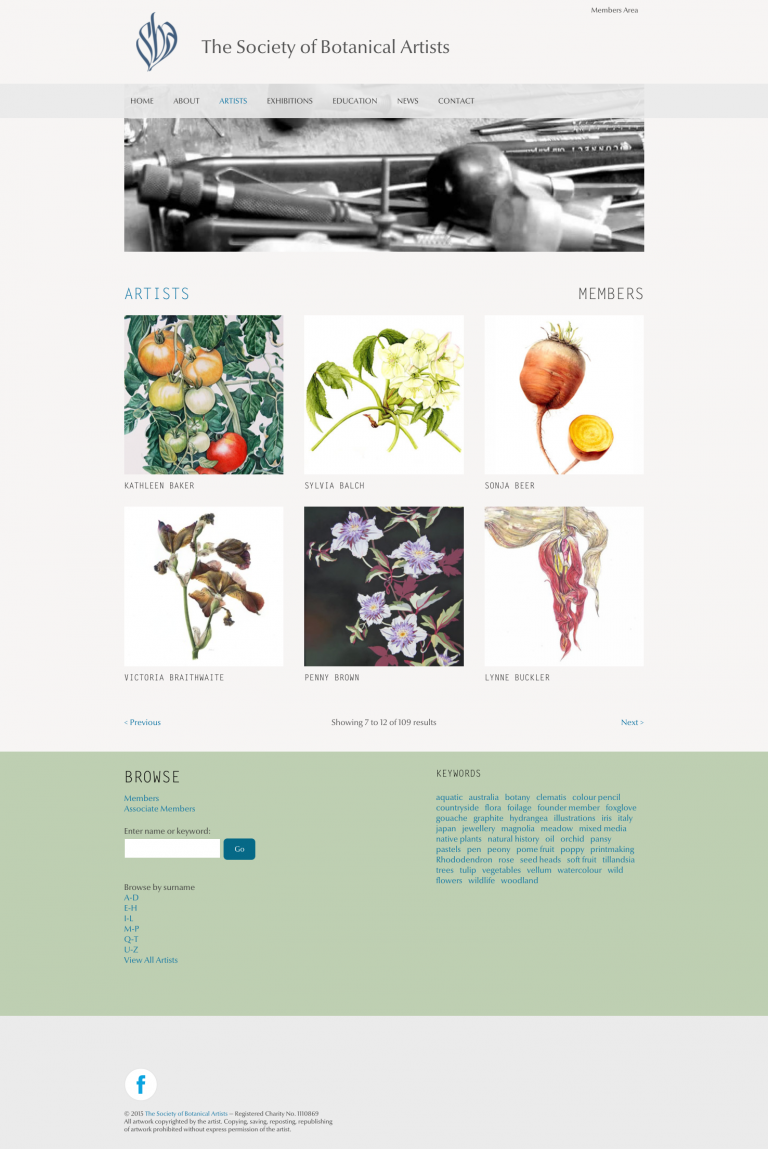 Members Area
The Society of Botanical Artists
HOME ABOUT ARTISTS EXHIBITIONS EDUCATION NEWS CONTACT
ARTISTS MEMBERS
KATHLEEN BAKER SYLVIA BALCH SONJA BEER
VICTORIA BRAITHWAITE PENNY BROWN LYNNE BUCKLER
< Previous Showing 7 to 12 of 109 results Next >
BROWSE
Members
Associate Members
Enter name or keyword:
Go
Browse by surname
A-D
E-H
I-L
M-P
Q-T
U-Z
View All Artists
KEYWORDS
aquatic australia botany clematis colour pencil
countryside flora foilage founder member foxglove
gouache graphite hydrangea illustrations iris italy
japan jewellery magnolia meadow mixed media
native plants natural history oil orchid pansy
pastels pen peony pome fruit poppy printmaking
Rhododendron rose seed heads soft fruit tillandsia
trees tulip vegetables vellum watercolour wild
flowers wildlife woodland
© 2015 The Society of Botanical Artists – Registered Charity No. 1110869
All artwork copyrighted by the artist. Copying, saving, reposting, republishing
of artwork prohibited without express permission of the artist.